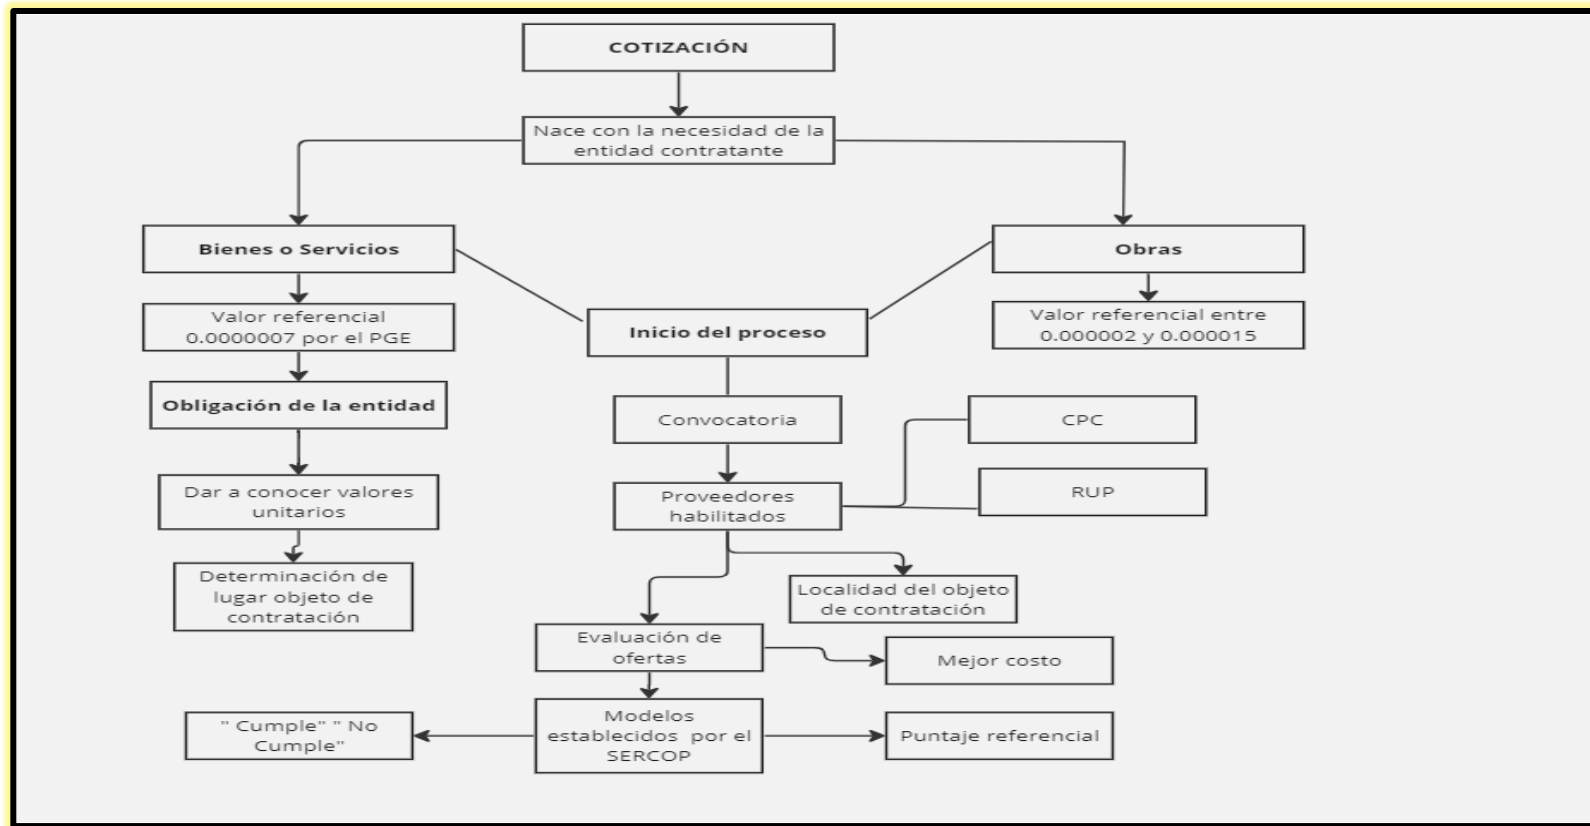 COTIZACIÓN
Nace con la necesidad de la
entidad contratante
Bienes o Servicios
Obras
Valor referencial
0.0000007 por el PGE
Inicio del proceso
Valor referencial entre
0.000002 y 0.000015
Obligación de la entidad
Convocatoria
CPC
Dar a conocer valores
unitarios
Proveedores
habilitados
RUP
Determinación de
lugar objeto de
contratación
Localidad del objeto
de contratación
Evaluación de
ofertas
Mejor costo
" Cumple" " No
Cumple"
Modelos
establecidos por el
SERCOP
Puntaje referencial